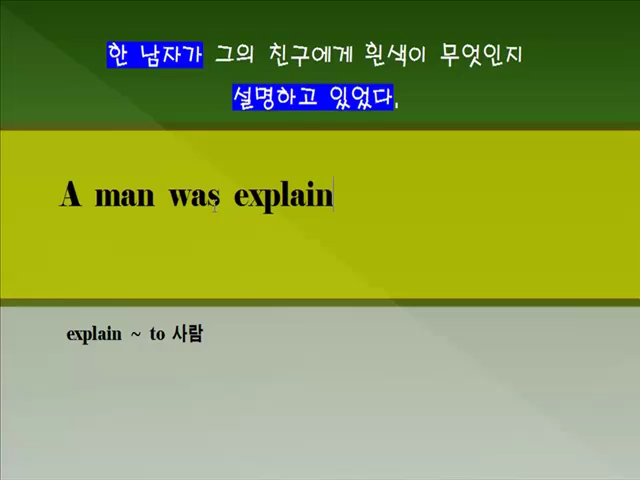 한 남자가 그의 친구에게 흰색이 무엇인지
설명하고 있었다.
A man was explain
explain ~ to 사람